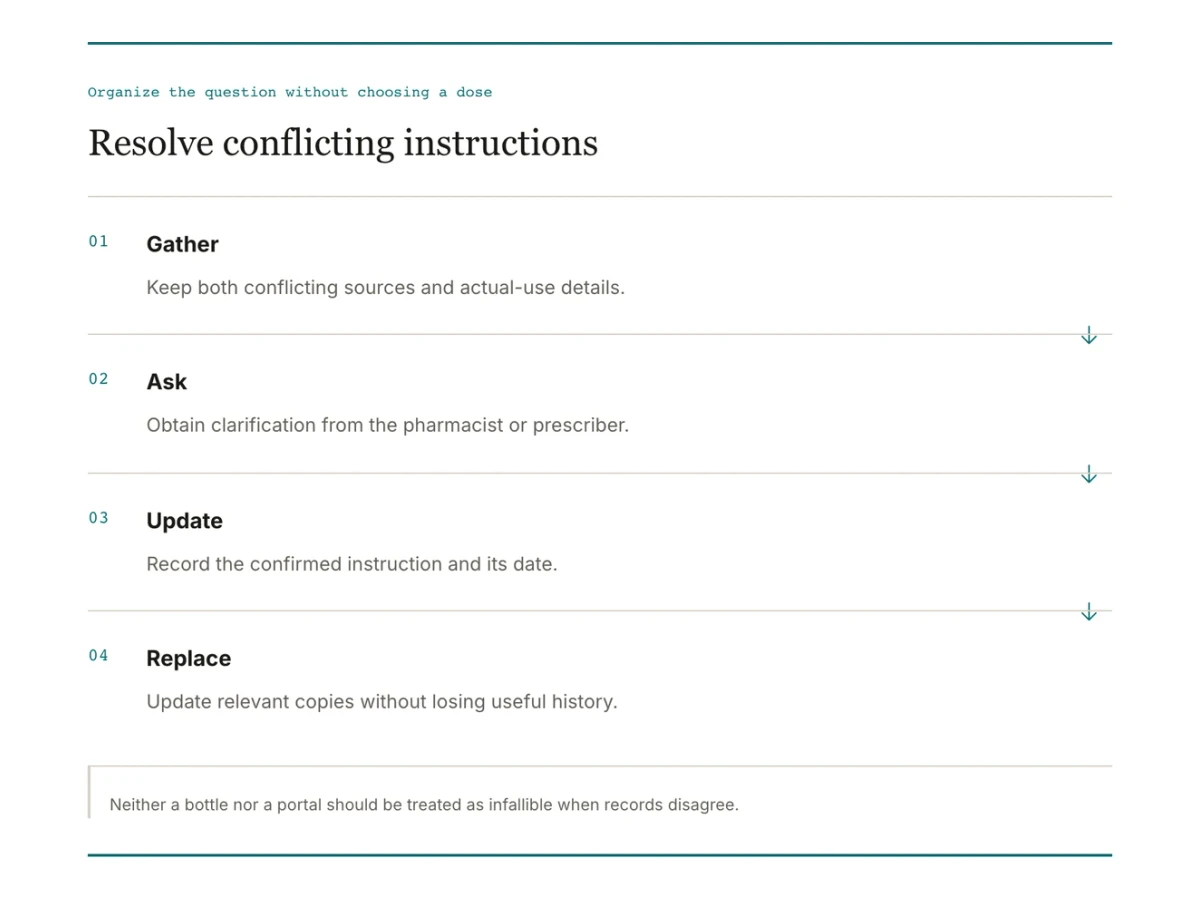 Organize the question without choosing a dose
Resolve conflicting instructions
01
Gather
Keep both conflicting sources and actual-use details.
02
Ask
Obtain clarification from the pharmacist or prescriber.
03
Update
Record the confirmed instruction and its date.
04
Replace
Update relevant copies without losing useful history.
Neither a bottle nor a portal should be treated as infallible when records disagree.